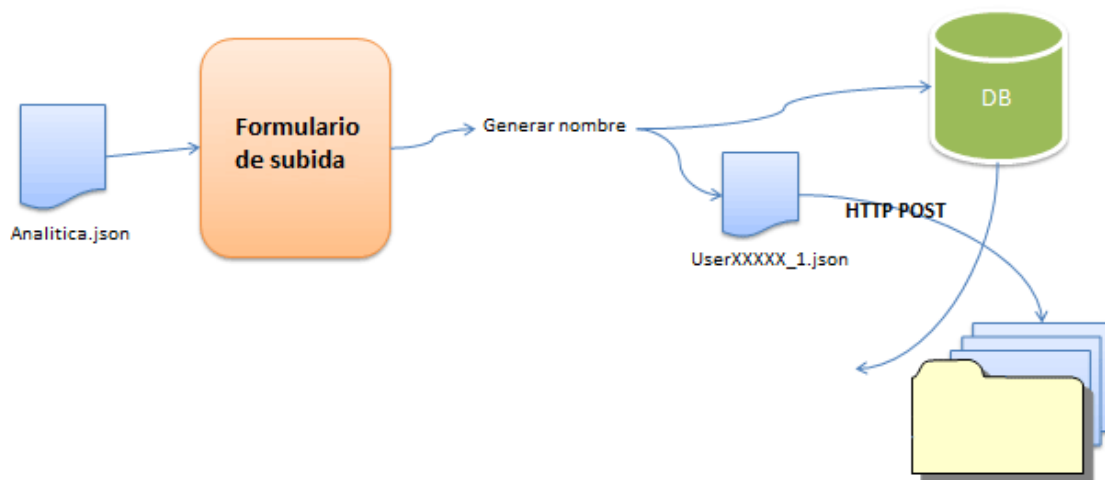 Analitica.json
Formulario
de subida
Generar nombre
DB
UserXXXXX_1.json
HTTP POST